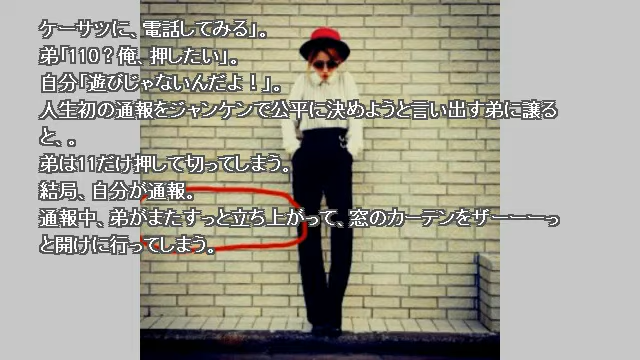 ケーサツに、電話してみる」。
弟「110？俺、押したい」。
自分「遊びじゃないんだよ！」。
人生初の通報をジャンケンで公平に決めようと言い出す弟に譲る
と、。
弟は11だけ押して切ってしまう。
結局、自分が通報。
通報中、弟がまたすっと立ち上がって、窓のカーテンをザーーーっ
と開けに行ってしまう。